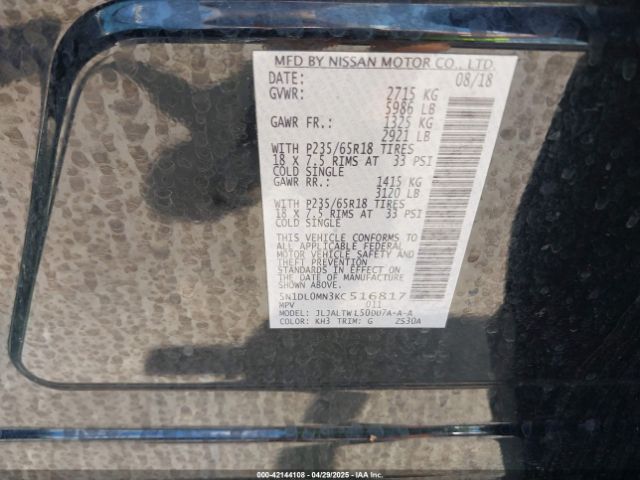 MFD BY NISSAN MOTOR CO., LTD.
DATE: 08/18
GVWR: 2715 KG
5986 LB
GAWR FR.: 1325 KG
2921 LB
WITH P235/65R18 TIRES
18 X 7.5 RIMS AT 33 PSI
COLD SINGLE
GAWR RR.: 1415 KG
3120 LB
WITH P235/65R18 TIRES
18 X 7.5 RIMS AT 33 PSI
COLD SINGLE
THIS VEHICLE CONFORMS TO
ALL APPLICABLE FEDERAL
MOTOR VEHICLE SAFETY AND
THEFT PREVENTION
STANDARDS IN EFFECT ON
THE DATE OF MANUFACTURE
SHOWN ABOVE.
5N1DL0MN3KC516817
MPV 011
MODEL:
COLOR: KH3 TRIM: G 2S30A
000-42144108 04/29/2025 IAA Inc.